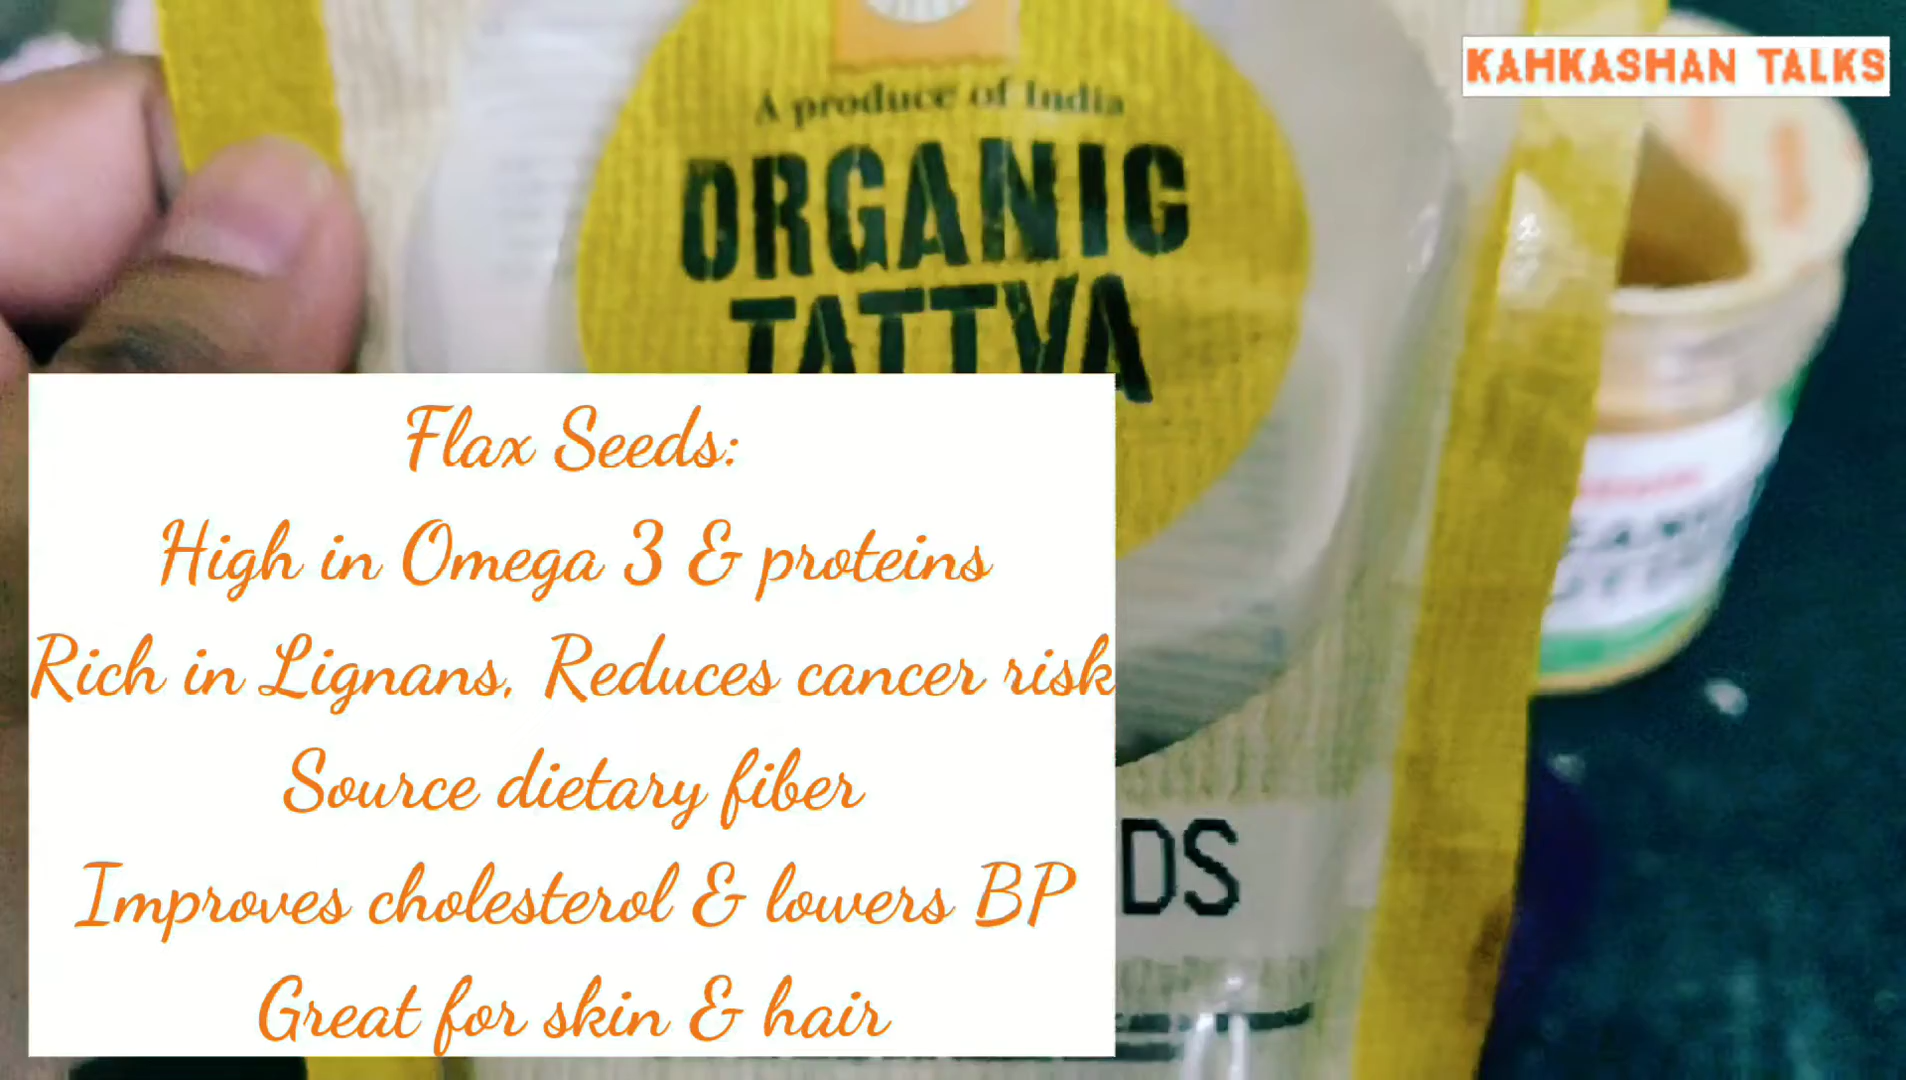 KAHKASHAN TALKS
A produce of India
ORGANIC
TATTVA
Flax Seeds:
High in Omega 3 & proteins
Rich in Lignans, Reduces cancer risk
Source dietary fiber
Improves cholesterol & lowers BP
Great for skin & hair
DS